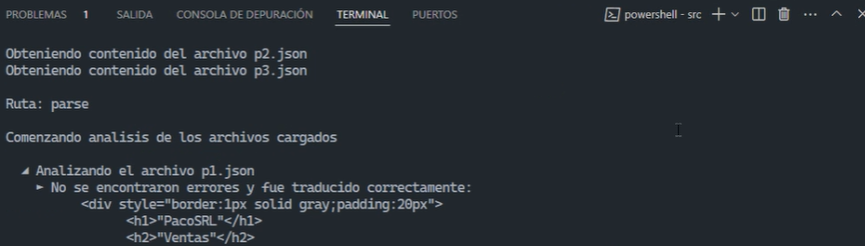 PROBLEMAS 1 SALIDA CONSOLA DE DEPURACIÓN TERMINAL PUERTOS powershell - src
Obteniendo contenido del archivo p2.json
Obteniendo contenido del archivo p3.json
Ruta: parse
Comenzando analisis de los archivos cargados
◢ Analizando el archivo p1.json
► No se encontraron errores y fue traducido correctamente:
<div style="border:1px solid gray;padding:20px">
<h1>"PacoSRL"</h1>
<h2>"Ventas"</h2>